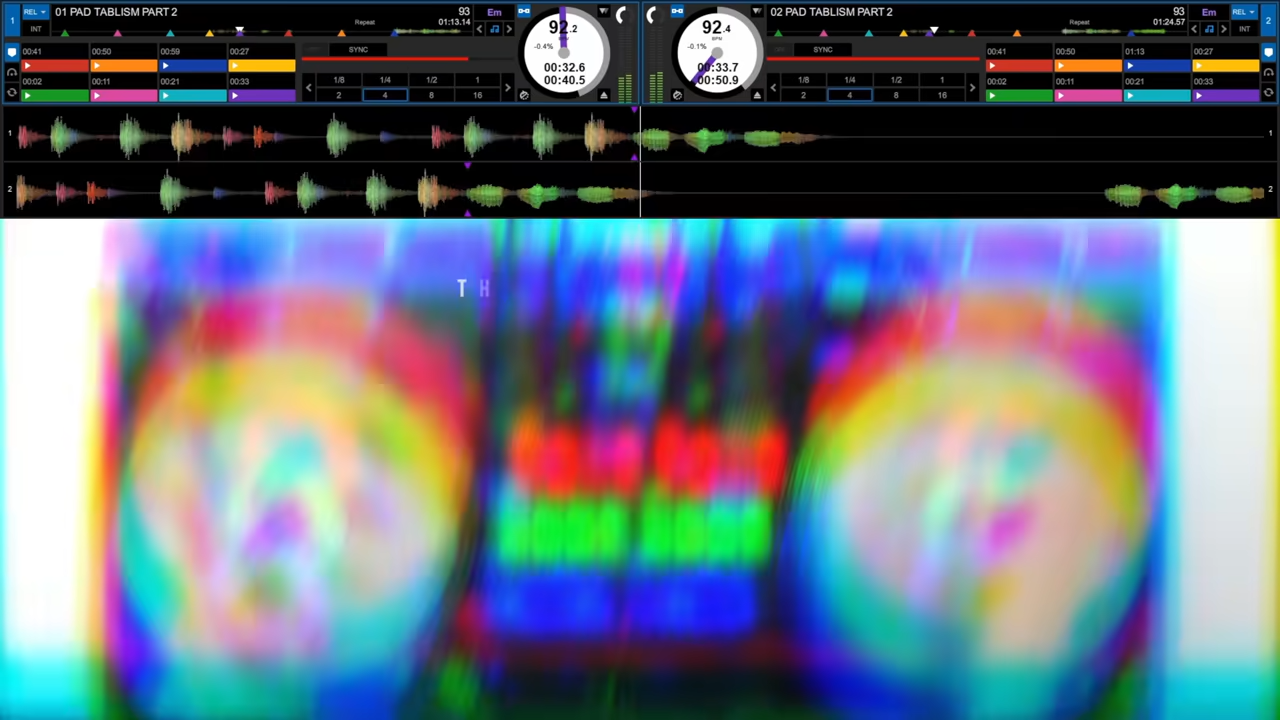 1 REL 01 PAD TABLISM PART 2 93 Em
INT Repeat 01:13.14
00:41 00:50 00:59 00:27
00:02 00:11 00:21 00:33
SYNC
1/8 1/4 1/2 1
2 4 8 16
92.2
BPM
-0.4%
00:32.6
00:40.5
92.4
BPM
-0.1%
00:33.7
00:50.9
02 PAD TABLISM PART 2 93 Em REL 2
Repeat 01:24.57 INT
SYNC
1/8 1/4 1/2 1
2 4 8 16
00:41 00:50 01:13 00:27
00:02 00:11 00:21 00:33
1 1
2 2
T H